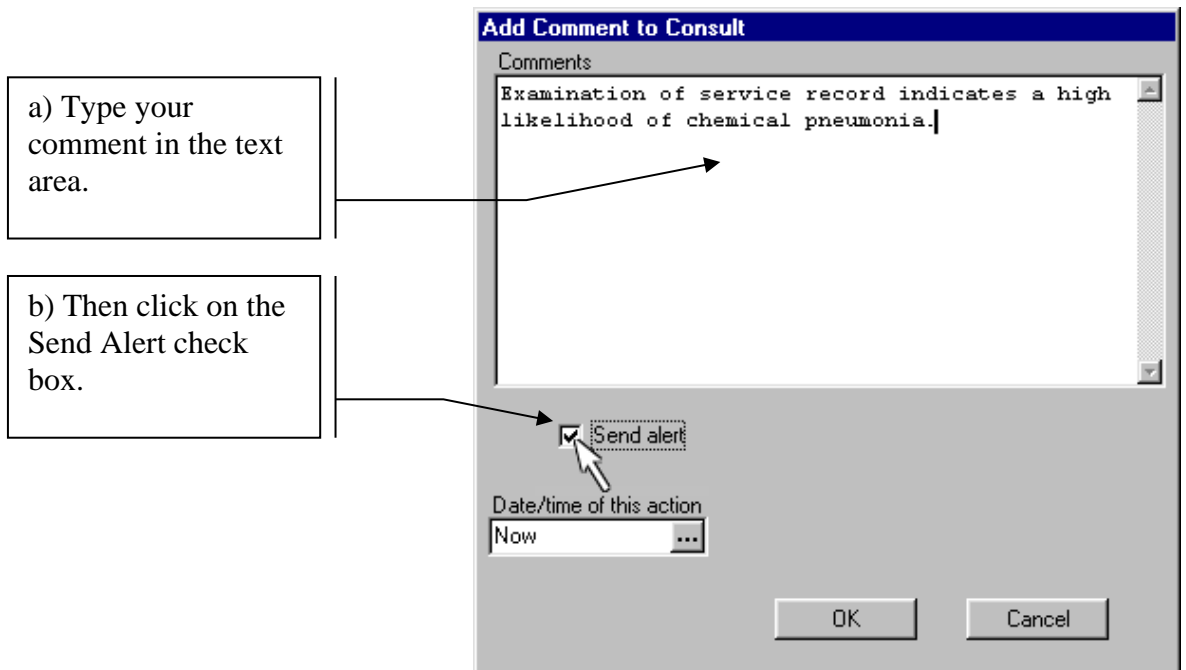 Add Comment to Consult
Comments
Examination of service record indicates a high
likelihood of chemical pneumonia.
a) Type your
comment in the text
area.
b) Then click on the
Send Alert check
box.
Send alert
Date/time of this action
Now
...
OK
Cancel